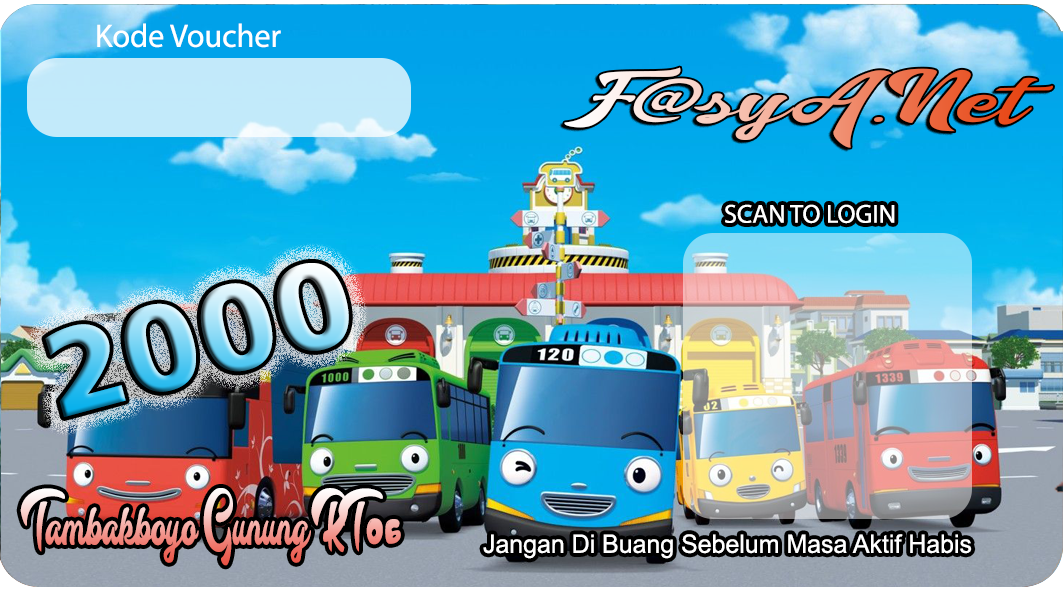 Kode Voucher
F@syA.Net
SCAN TO LOGIN
2000
120
1000
1339
1339
Tambakboyo Gunung RT06
Jangan Di Buang Sebelum Masa Aktif Habis